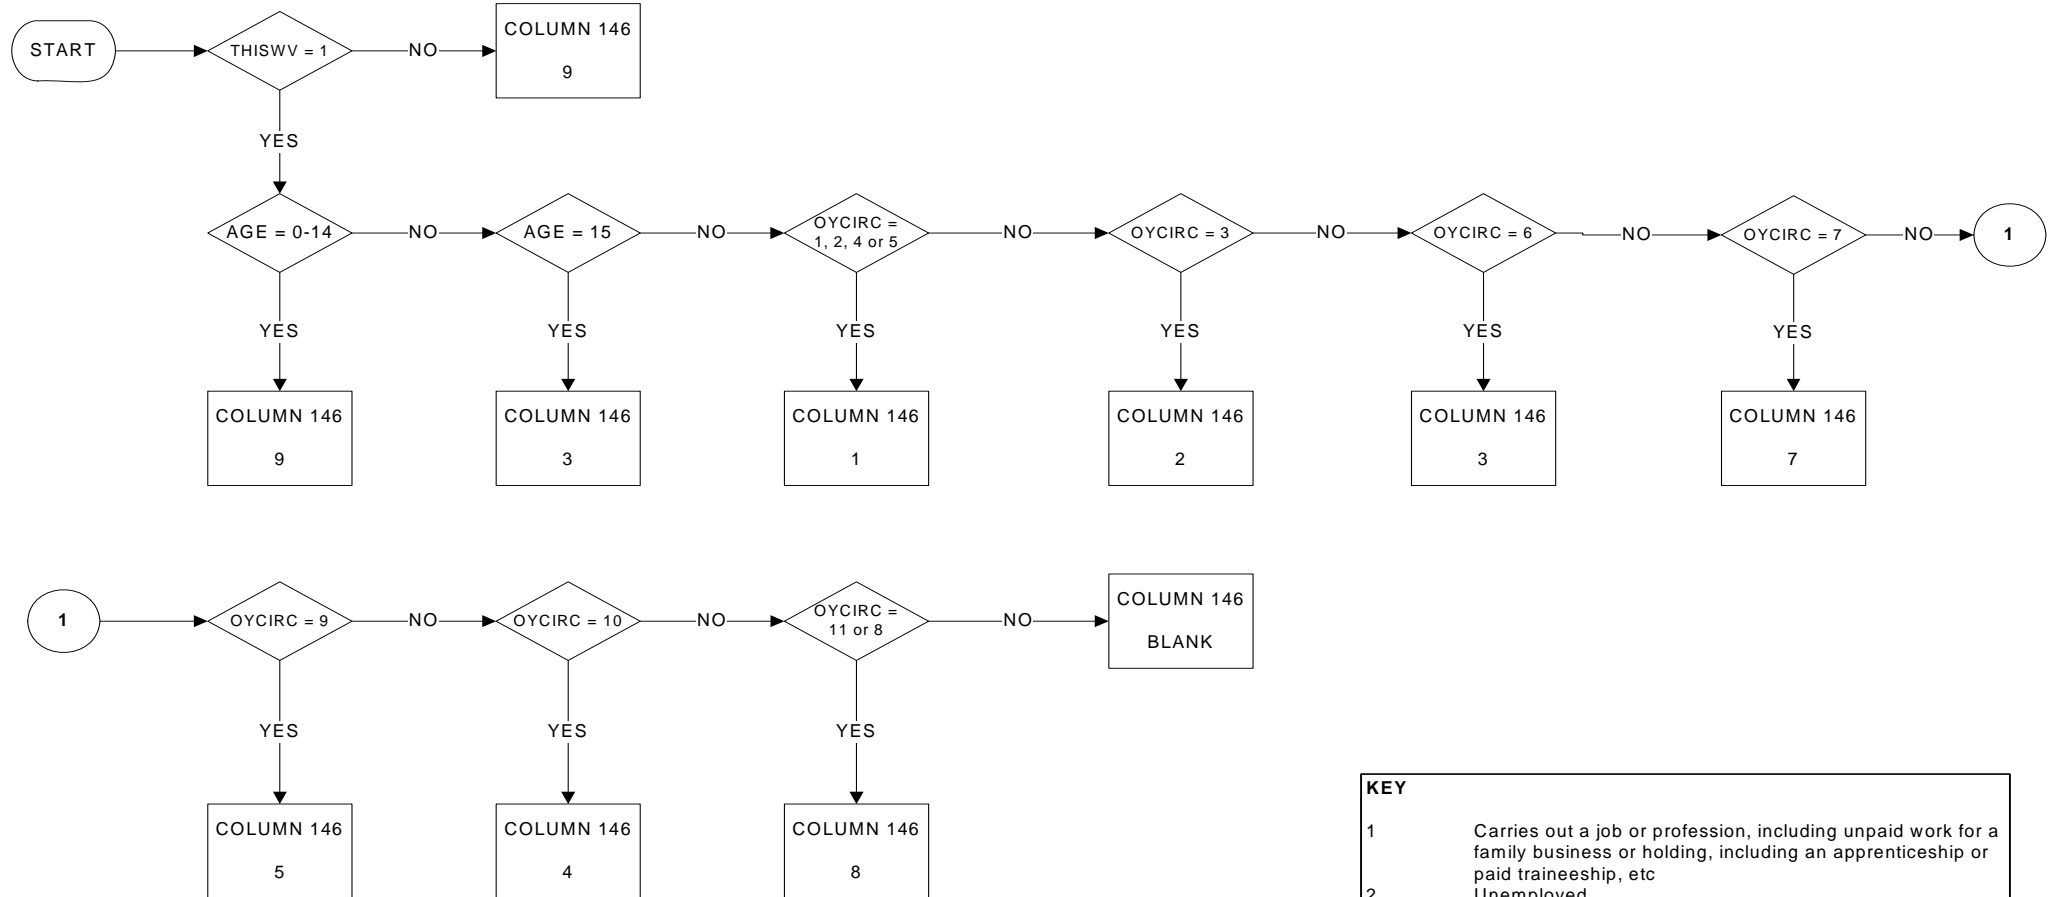 START
THISWV = 1
NO
COLUMN 146
9
YES
AGE = 0-14
NO
AGE = 15
NO
OYCIRC =
1, 2, 4 or 5
NO
OYCIRC = 3
NO
OYCIRC = 6
NO
OYCIRC = 7
NO
1
YES
YES
YES
YES
YES
YES
COLUMN 146
9
COLUMN 146
3
COLUMN 146
1
COLUMN 146
2
COLUMN 146
3
COLUMN 146
7
1
OYCIRC = 9
NO
OYCIRC = 10
NO
OYCIRC =
11 or 8
NO
COLUMN 146
BLANK
YES
YES
YES
COLUMN 146
5
COLUMN 146
4
COLUMN 146
8
KEY
1 Carries out a job or profession, including unpaid work for a
family business or holding, including an apprenticeship or
paid traineeship, etc
2 Unemployed